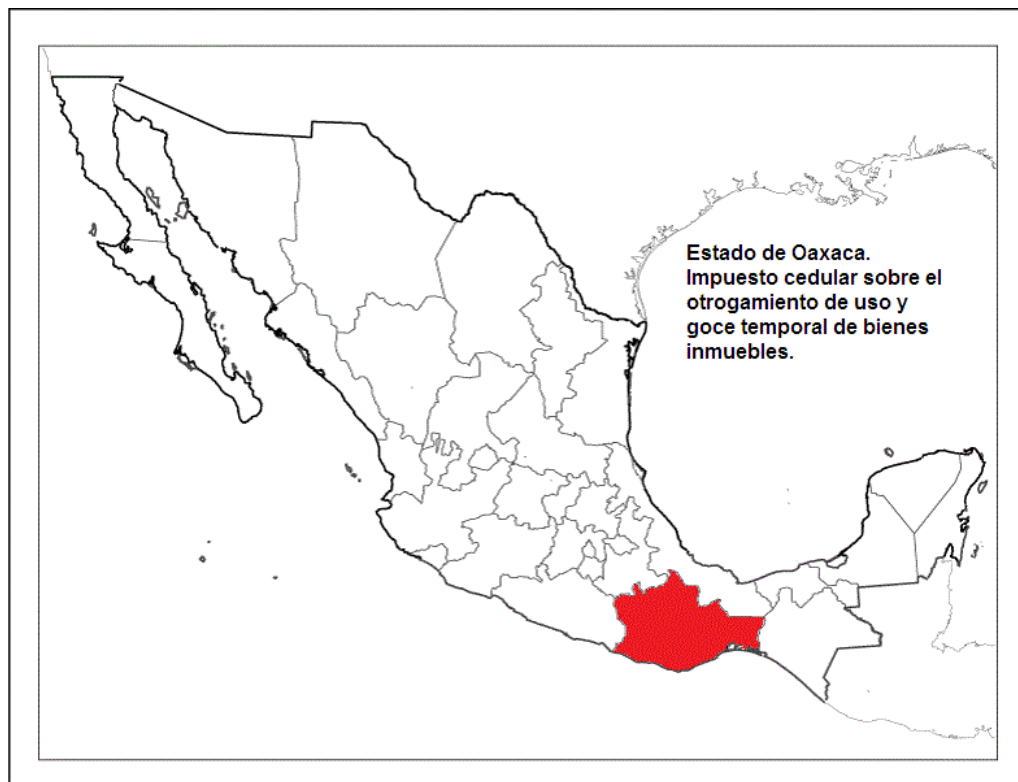 Estado de Oaxaca.
Impuesto cedular sobre el
otrogamiento de uso y
goce temporal de bienes
inmuebles.